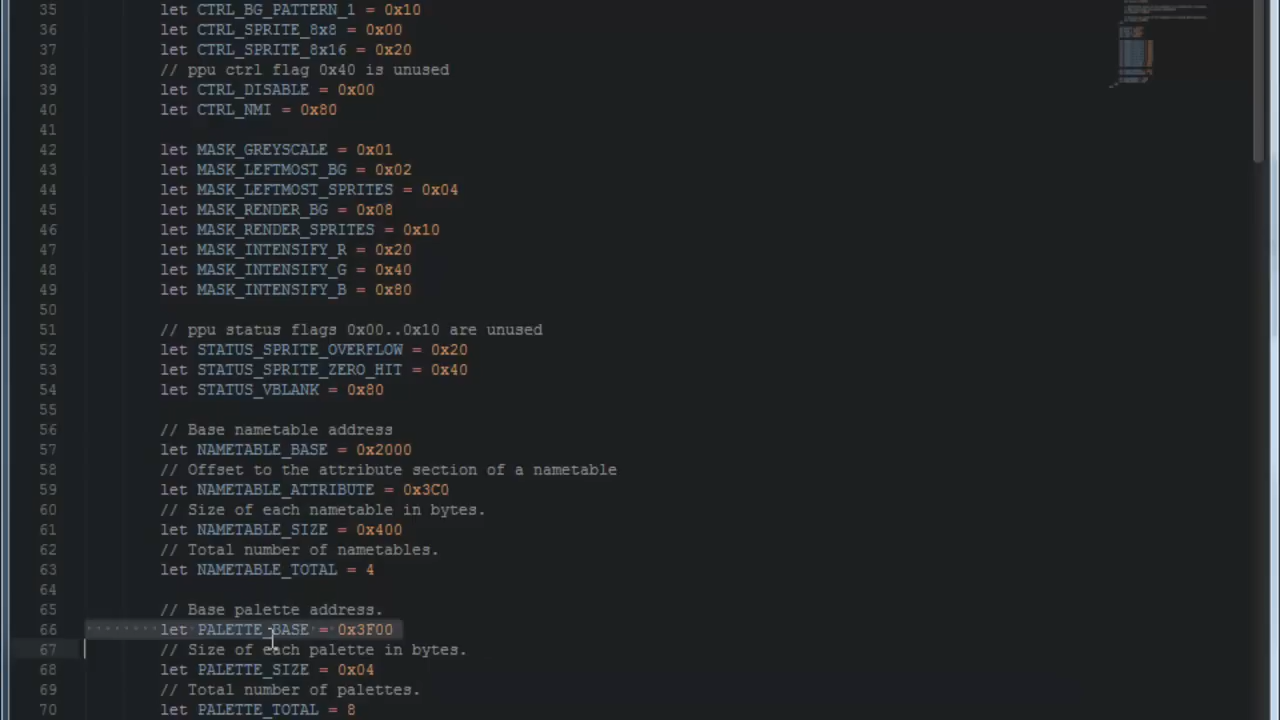 35 let CTRL_BG_PATTERN_1 = 0x10
36 let CTRL_SPRITE_8x8 = 0x00
37 let CTRL_SPRITE_8x16 = 0x20
38 // ppu ctrl flag 0x40 is unused
39 let CTRL_DISABLE = 0x00
40 let CTRL_NMI = 0x80
41
42 let MASK_GREYSCALE = 0x01
43 let MASK_LEFTMOST_BG = 0x02
44 let MASK_LEFTMOST_SPRITES = 0x04
45 let MASK_RENDER_BG = 0x08
46 let MASK_RENDER_SPRITES = 0x10
47 let MASK_INTENSIFY_R = 0x20
48 let MASK_INTENSIFY_G = 0x40
49 let MASK_INTENSIFY_B = 0x80
50
51 // ppu status flags 0x00..0x10 are unused
52 let STATUS_SPRITE_OVERFLOW = 0x20
53 let STATUS_SPRITE_ZERO_HIT = 0x40
54 let STATUS_VBLANK = 0x80
55
56 // Base nametable address
57 let NAMETABLE_BASE = 0x2000
58 // Offset to the attribute section of a nametable
59 let NAMETABLE_ATTRIBUTE = 0x3C0
60 // Size of each nametable in bytes.
61 let NAMETABLE_SIZE = 0x400
62 // Total number of nametables.
63 let NAMETABLE_TOTAL = 4
64
65 // Base palette address.
66 let PALETTE_BASE = 0x3F00
67 // Size of each palette in bytes.
68 let PALETTE_SIZE = 0x04
69 // Total number of palettes.
70 let PALETTE_TOTAL = 8